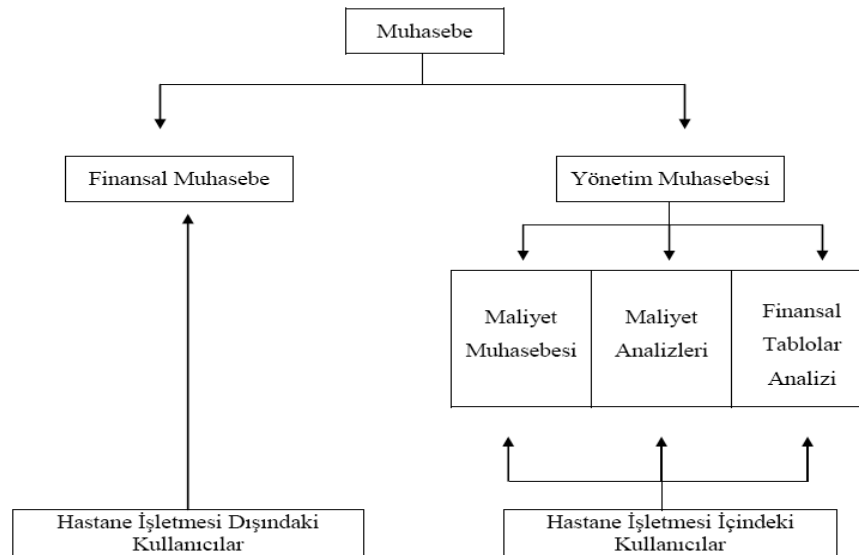 Muhasebe
Finansal Muhasebe
Yönetim Muhasebesi
Maliyet
Muhasebesi
Maliyet
Analizleri
Finansal
Tablolar
Analizi
Hastane İşletmesi Dışındaki
Kullanıcılar
Hastane İşletmesi İçindeki
Kullanıcılar